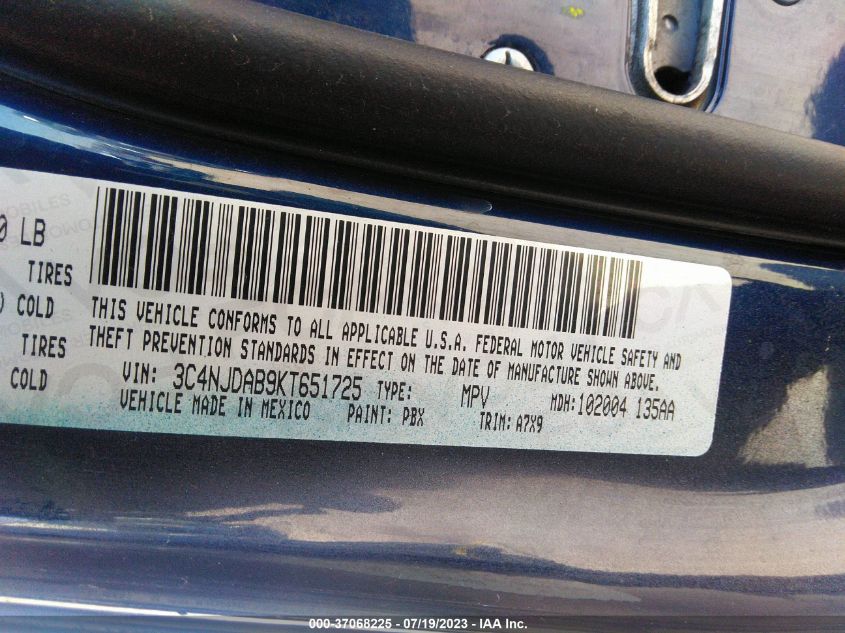 0 LB
TIRES
) COLD
TIRES
COLD
THIS VEHICLE CONFORMS TO ALL APPLICABLE U.S.A. FEDERAL MOTOR VEHICLE SAFETY AND
THEFT PREVENTION STANDARDS IN EFFECT ON THE DATE OF MANUFACTURE SHOWN ABOVE.
VIN: 3C4NJDAB9KT651725 TYPE: MPV MDH:102004 135AA
VEHICLE MADE IN MEXICO PAINT: PBX TRIM: A7X9
000-37068225 - 07/19/2023 - IAA Inc.